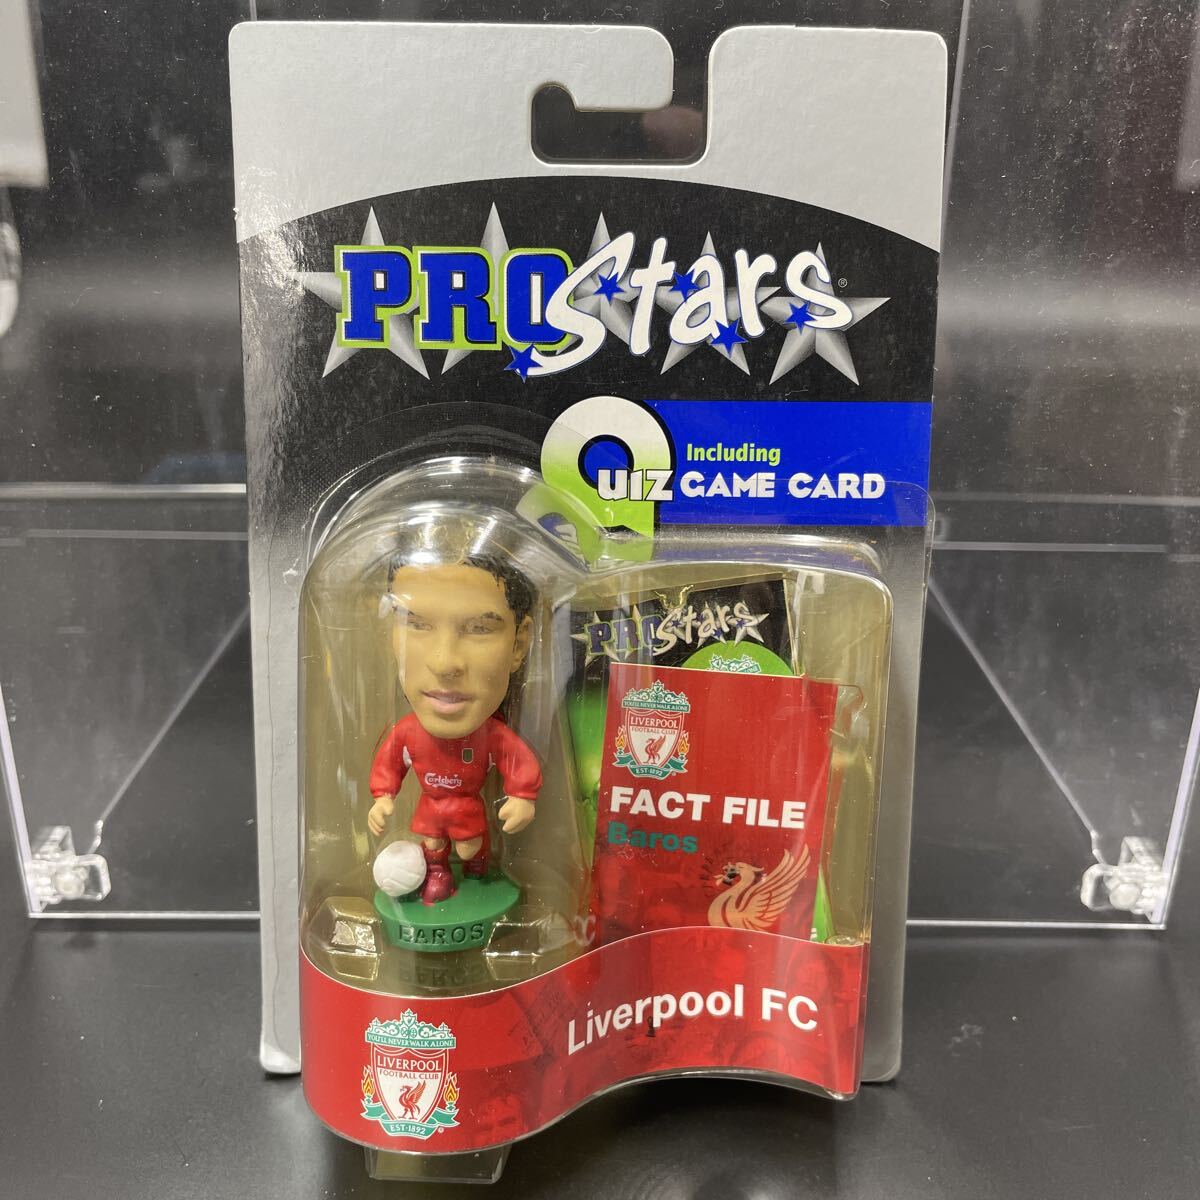 PROStars®
Including
QUIZ GAME CARD
PROStars
YOU'LL NEVER WALK ALONE
LIVERPOOL
FOOTBALL CLUB
EST·1892
FACT FILE
Baros
Carlsberg
BAROS
Liverpool FC
YOU'LL NEVER WALK ALONE
LIVERPOOL
FOOTBALL CLUB
EST·1892
®